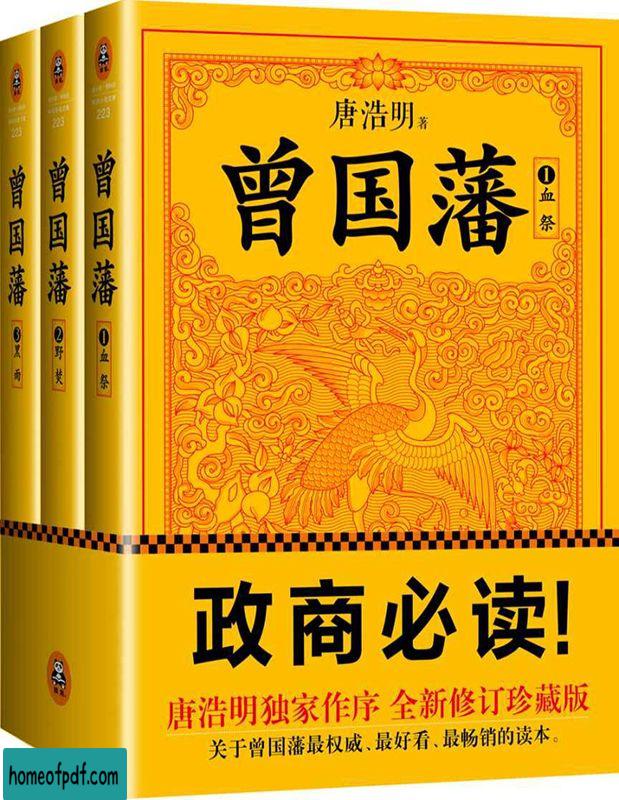 唐浩明著
曾国藩
1血祭
曾国藩
1血祭
曾国藩
2野焚
曾国藩
3黑雨
223
223
223
政商必读!
唐浩明独家作序 全新修订珍藏版
关于曾国藩最权威、最好看、最畅销的读本。
homeofpdf.com